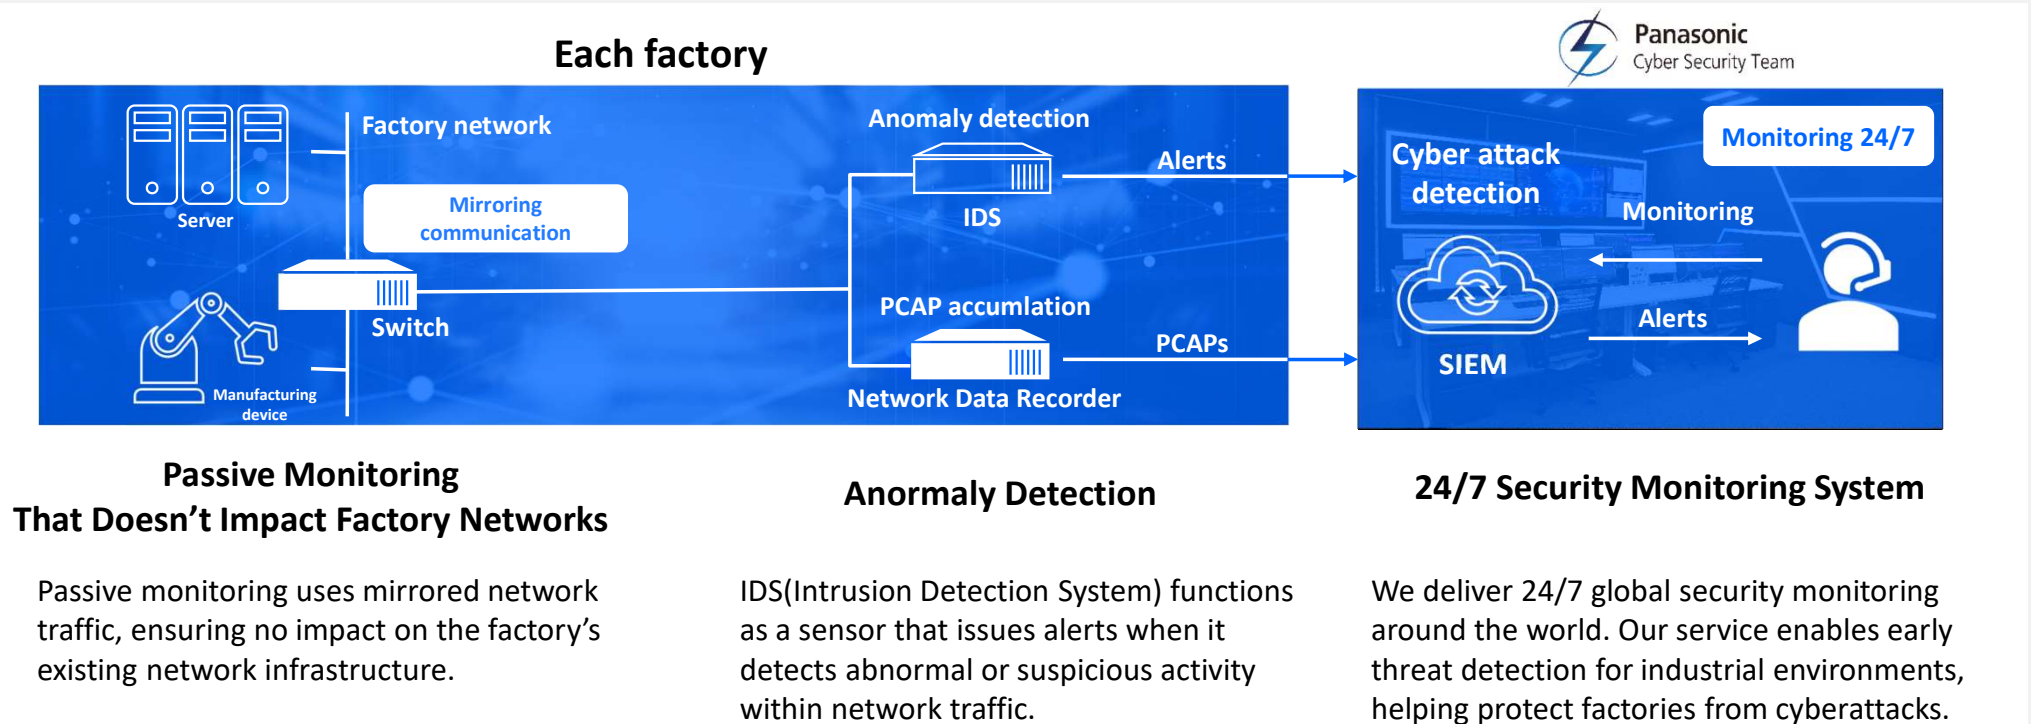 Each factory
Panasonic
Cyber Security Team
Factory network
Server
Mirroring
communication
Switch
Manufacturing
device
Anomaly detection
IDS
Alerts
PCAP accumlation
Network Data Recorder
PCAPs
Monitoring 24/7
Cyber attack
detection
Monitoring
Alerts
SIEM
Passive Monitoring
That Doesn’t Impact Factory Networks
Passive monitoring uses mirrored network
traffic, ensuring no impact on the factory’s
existing network infrastructure.
Anormaly Detection
IDS(Intrusion Detection System) functions
as a sensor that issues alerts when it
detects abnormal or suspicious activity
within network traffic.
24/7 Security Monitoring System
We deliver 24/7 global security monitoring
around the world. Our service enables early
threat detection for industrial environments,
helping protect factories from cyberattacks.